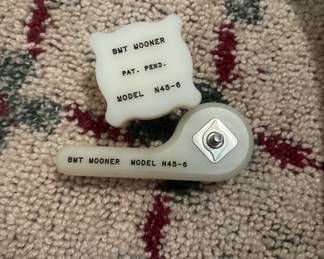 BMT MOONER
PAT. PEND.
MODEL N45-6
BMT MOONER MODEL N45-6